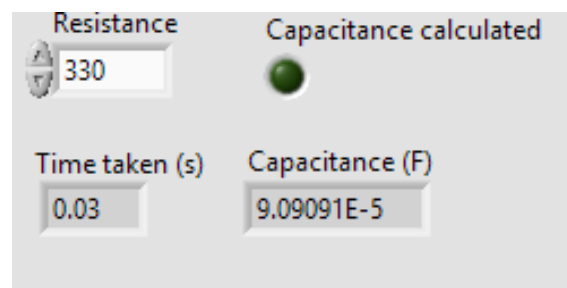 Resistance
Capacitance calculated
330
Time taken (s)
Capacitance (F)
0.03
9.09091E-5